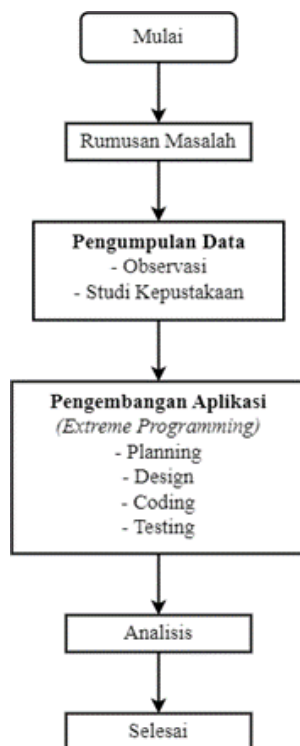 Mulai
Rumusan Masalah
Pengumpulan Data
- Observasi
- Studi Kepustakaan
Pengembangan Aplikasi
(Extreme Programming)
- Planning
- Design
- Coding
- Testing
Analisis
Selesai